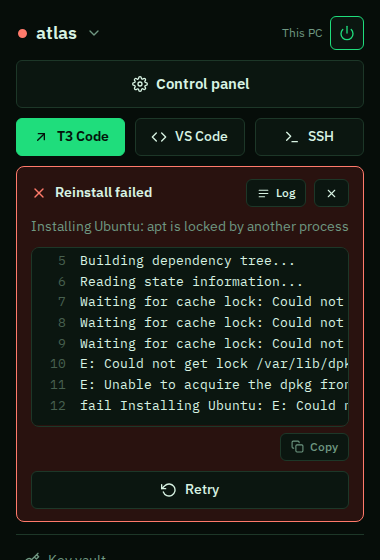 atlas
This PC
Control panel
T3 Code
VS Code
SSH
Reinstall failed
Log
Installing Ubuntu: apt is locked by another process
5 Building dependency tree...
6 Reading state information...
7 Waiting for cache lock: Could not
8 Waiting for cache lock: Could not
9 Waiting for cache lock: Could not
10 E: Could not get lock /var/lib/dpk
11 E: Unable to acquire the dpkg fron
12 fail Installing Ubuntu: E: Could n
Copy
Retry
Key vault